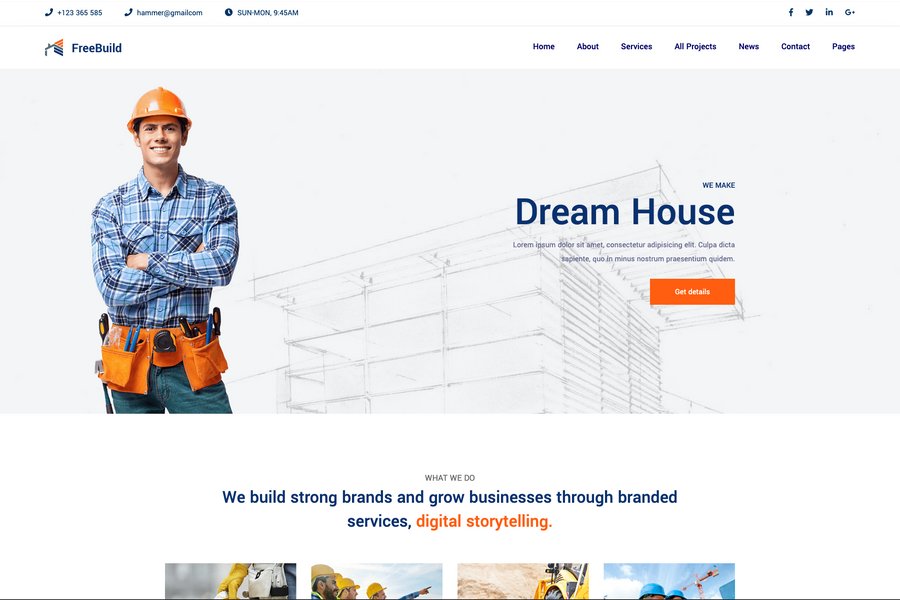 +123 365 585
hammer@gmailcom
SUN-MON, 9:45AM
FreeBuild
Home
About
Services
All Projects
News
Contact
Pages
WE MAKE
Dream House
Lorem ipsum dolor sit amet, consectetur adipisicing elit. Culpa dicta
sapiente, quo in minus nostrum praesentium quidem.
Get details
WHAT WE DO
We build strong brands and grow businesses through branded
services, digital storytelling.